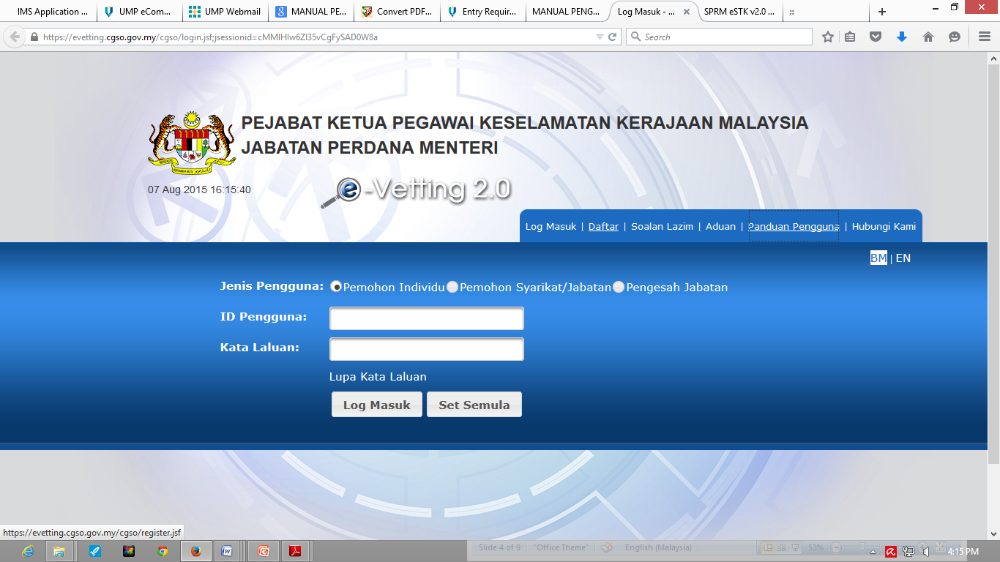 IMS Application ...
UMP eCom...
UMP Webmail
MANUAL PE...
Convert PDF...
Entry Requir...
MANUAL PENG...
Log Masuk - ...
SPRM eSTK v2.0 ...
::
https://evetting.cgso.gov.my/cgso/login.jsf;jsessionid=cMMIHlw6ZI35vCgFySAD0W8a
Search
PEJABAT KETUA PEGAWAI KESELAMATAN KERAJAAN MALAYSIA
JABATAN PERDANA MENTERI
e-Vetting 2.0
07 Aug 2015 16:15:40
Log Masuk | Daftar | Soalan Lazim | Aduan | Panduan Pengguna | Hubungi Kami
BM | EN
Jenis Pengguna: Pemohon Individu Pemohon Syarikat/Jabatan Pengesah Jabatan
ID Pengguna:
Kata Laluan:
Lupa Kata Laluan
Log Masuk Set Semula
https://evetting.cgso.gov.my/cgso/register.jsf
Slide 4 of 9 "Office Theme" English (Malaysia) 53% 4:15 PM